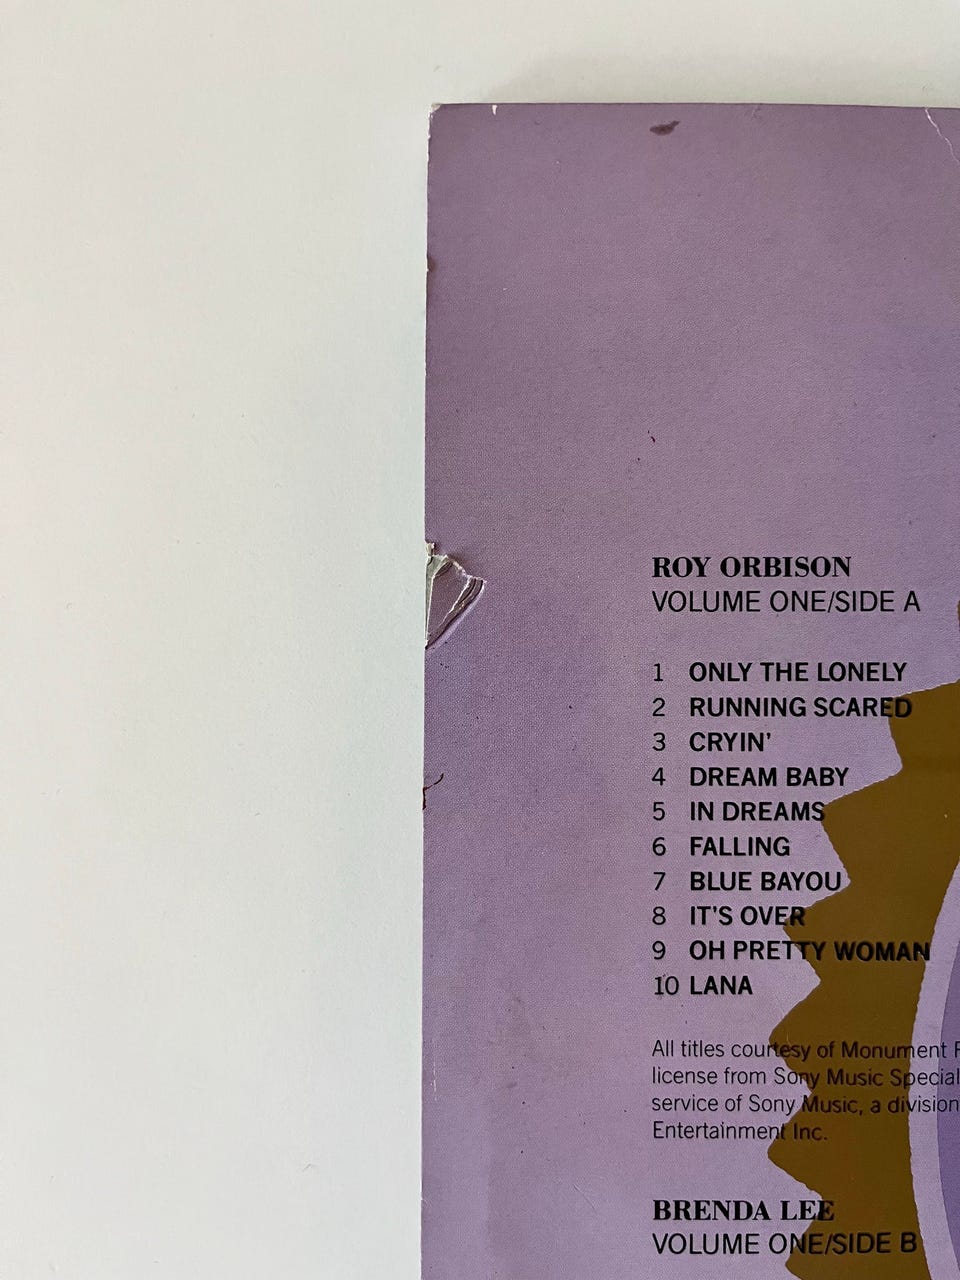 ROY ORBISON
VOLUME ONE/SIDE A
1 ONLY THE LONELY
2 RUNNING SCARED
3 CRYIN'
4 DREAM BABY
5 IN DREAMS
6 FALLING
7 BLUE BAYOU
8 IT'S OVER
9 OH PRETTY WOMAN
10 LANA
All titles courtesy of Monument
license from Sony Music Special
service of Sony Music, a division
Entertainment Inc.
BRENDA LEE
VOLUME ONE/SIDE B